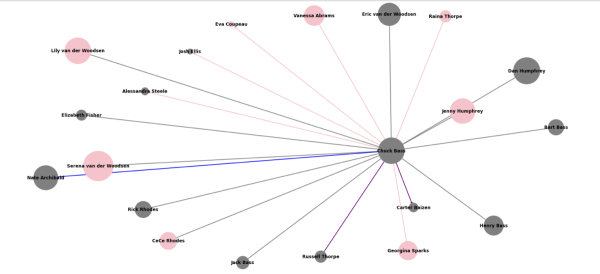 Eva Coupeau
Vanessa Abrams
Eric van der Woodsen
Raina Thorpe
Lily van der Woodsen
Josh Ellis
Dan Humphrey
Alessandra Steele
Jenny Humphrey
Elizabeth Fisher
Bart Bass
Chuck Bass
Serena van der Woodsen
Nate Archibald
Rick Rhodes
Carter Baizen
Henry Bass
CeCe Rhodes
Jack Bass
Russell Thorpe
Georgina Sparks